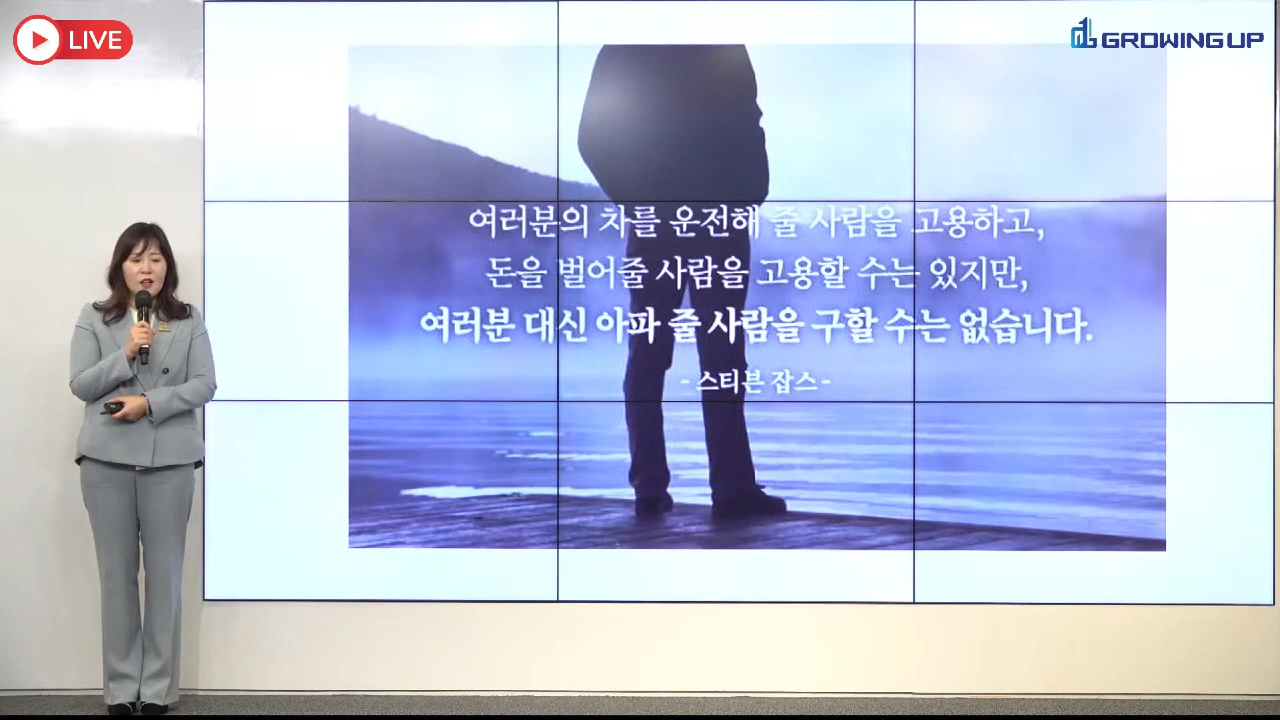 LIVE
GROWING UP
여러분의 차를 운전해 줄 사람을 고용하고,
돈을 벌어줄 사람을 고용할 수는 있지만,
여러분 대신 아파 줄 사람을 구할 수는 없습니다.
- 스티븐 잡스 -